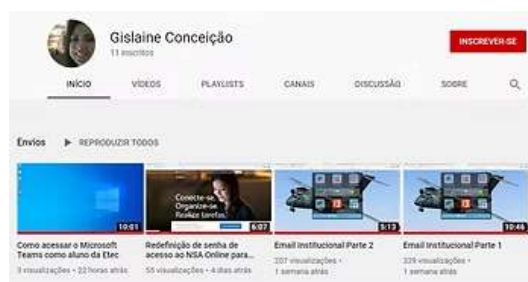 Gislaine Conceição
11 inscritos
INSCREVER-SE
INÍCIO VÍDEOS PLAYLISTS CANAIS DISCUSSÃO SOBRE
Envios REPRODUZIR TODOS
Conecte-se,
Organize-se,
Realize tarefas,
10:01 6:07 5:13 10:46
Como acessar o Microsoft
Teams como aluno da Etec
3 visualizações • 22 horas atrás
Redefinição de senha de
acesso ao NSA Online para...
55 visualizações • 4 dias atrás
Email Institucional Parte 2
207 visualizações •
1 semana atrás
Email Institucional Parte 1
329 visualizações •
1 semana atrás